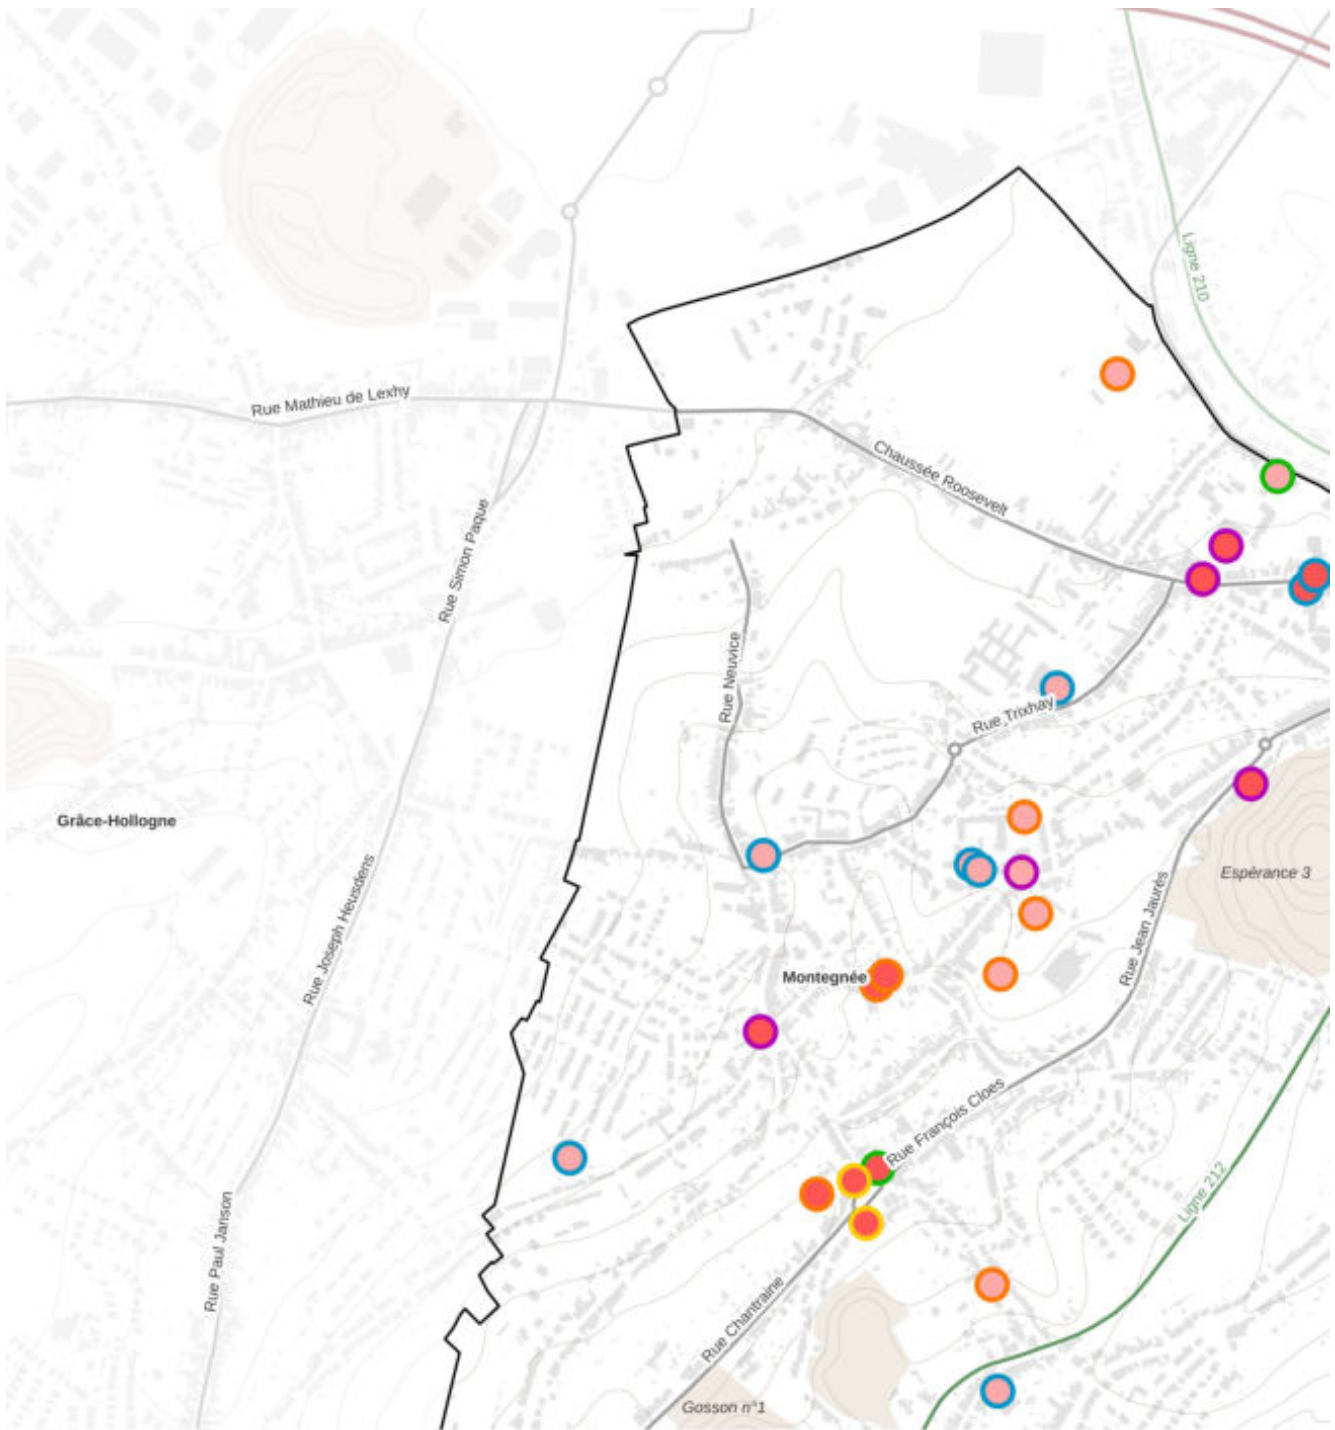 Ligne 210
Rue Mathieu de Lexhy
Chaussée Roosevelt
Rue Simon Paque
Rue Neuvice
Rue Trixhay
Grâce-Hollogne
Espérance 3
Rue Joseph Heusdens
Rue Jean Jaurès
Montegnée
Rue François Cloes
Ligne 212
Rue Paul Janson
Rue Chantraine
Gosson n°1